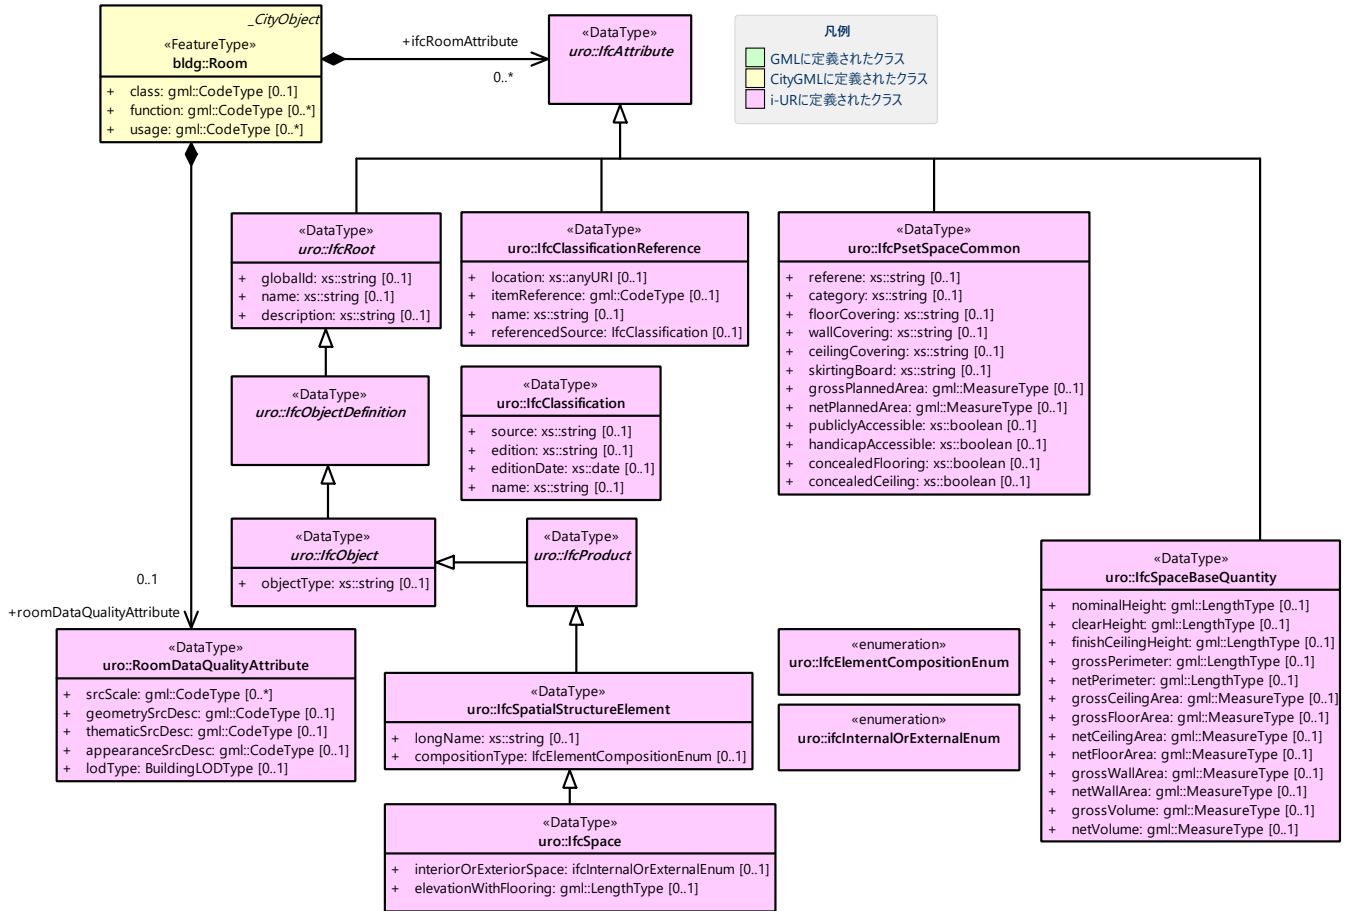 _CityObject
«FeatureType»
bldg::Room
+ class: gml::CodeType [0..1]
+ function: gml::CodeType [0..*]
+ usage: gml::CodeType [0..*]
+ifcRoomAttribute
0..*
«DataType»
uro::IfcAttribute
凡例
GMLに定義されたクラス
CityGMLに定義されたクラス
i-URに定義されたクラス
«DataType»
uro::IfcRoot
+ globalId: xs::string [0..1]
+ name: xs::string [0..1]
+ description: xs::string [0..1]
«DataType»
uro::IfcClassificationReference
+ location: xs::anyURI [0..1]
+ itemReference: gml::CodeType [0..1]
+ name: xs::string [0..1]
+ referencedSource: IfcClassification [0..1]
«DataType»
uro::IfcPsetSpaceCommon
+ referene: xs::string [0..1]
+ category: xs::string [0..1]
+ floorCovering: xs::string [0..1]
+ wallCovering: xs::string [0..1]
+ ceilingCovering: xs::string [0..1]
+ skirtingBoard: xs::string [0..1]
+ grossPlannedArea: gml::MeasureType [0..1]
+ netPlannedArea: gml::MeasureType [0..1]
+ publiclyAccessible: xs::boolean [0..1]
+ handicapAccessible: xs::boolean [0..1]
+ concealedFlooring: xs::boolean [0..1]
+ concealedCeiling: xs::boolean [0..1]
«DataType»
uro::IfcObjectDefinition
«DataType»
uro::IfcClassification
+ source: xs::string [0..1]
+ edition: xs::string [0..1]
+ editionDate: xs::date [0..1]
+ name: xs::string [0..1]
«DataType»
uro::IfcObject
+ objectType: xs::string [0..1]
«DataType»
uro::IfcProduct
«DataType»
uro::IfcSpaceBaseQuantity
+ nominalHeight: gml::LengthType [0..1]
+ clearHeight: gml::LengthType [0..1]
+ finishCeilingHeight: gml::LengthType [0..1]
+ grossPerimeter: gml::LengthType [0..1]
+ netPerimeter: gml::LengthType [0..1]
+ grossCeilingArea: gml::MeasureType [0..1]
+ grossFloorArea: gml::MeasureType [0..1]
+ netCeilingArea: gml::MeasureType [0..1]
+ netFloorArea: gml::MeasureType [0..1]
+ grossWallArea: gml::MeasureType [0..1]
+ netWallArea: gml::MeasureType [0..1]
+ grossVolume: gml::MeasureType [0..1]
+ netVolume: gml::MeasureType [0..1]
0..1
+roomDataQualityAttribute
«DataType»
uro::RoomDataQualityAttribute
+ srcScale: gml::CodeType [0..*]
+ geometrySrcDesc: gml::CodeType [0..1]
+ thematicSrcDesc: gml::CodeType [0..1]
+ appearanceSrcDesc: gml::CodeType [0..1]
+ lodType: BuildingLODType [0..1]
«DataType»
uro::IfcSpatialStructureElement
+ longName: xs::string [0..1]
+ compositionType: IfcElementCompositionEnum [0..1]
«enumeration»
uro::IfcElementCompositionEnum
«enumeration»
uro::ifcInternalOrExternalEnum
«DataType»
uro::IfcSpace
+ interiorOrExteriorSpace: ifcInternalOrExternalEnum [0..1]
+ elevationWithFlooring: gml::LengthType [0..1]